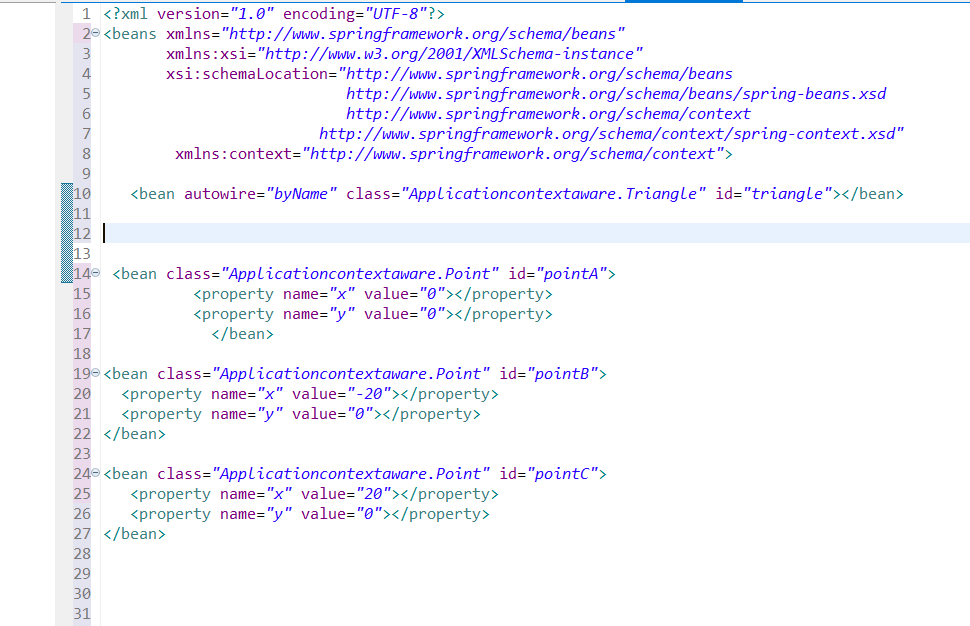 1 <?xml version="1.0" encoding="UTF-8"?>
2 <beans xmlns="http://www.springframework.org/schema/beans"
3 xmlns:xsi="http://www.w3.org/2001/XMLSchema-instance"
4 xsi:schemaLocation="http://www.springframework.org/schema/beans
5 http://www.springframework.org/schema/beans/spring-beans.xsd
6 http://www.springframework.org/schema/context
7 http://www.springframework.org/schema/context/spring-context.xsd"
8 xmlns:context="http://www.springframework.org/schema/context">
9
10 <bean autowire="byName" class="Applicationcontextaware.Triangle" id="triangle"></bean>
11
12
13
14 <bean class="Applicationcontextaware.Point" id="pointA">
15 <property name="x" value="0"></property>
16 <property name="y" value="0"></property>
17 </bean>
18
19 <bean class="Applicationcontextaware.Point" id="pointB">
20 <property name="x" value="-20"></property>
21 <property name="y" value="0"></property>
22 </bean>
23
24 <bean class="Applicationcontextaware.Point" id="pointC">
25 <property name="x" value="20"></property>
26 <property name="y" value="0"></property>
27 </bean>
28
29
30
31